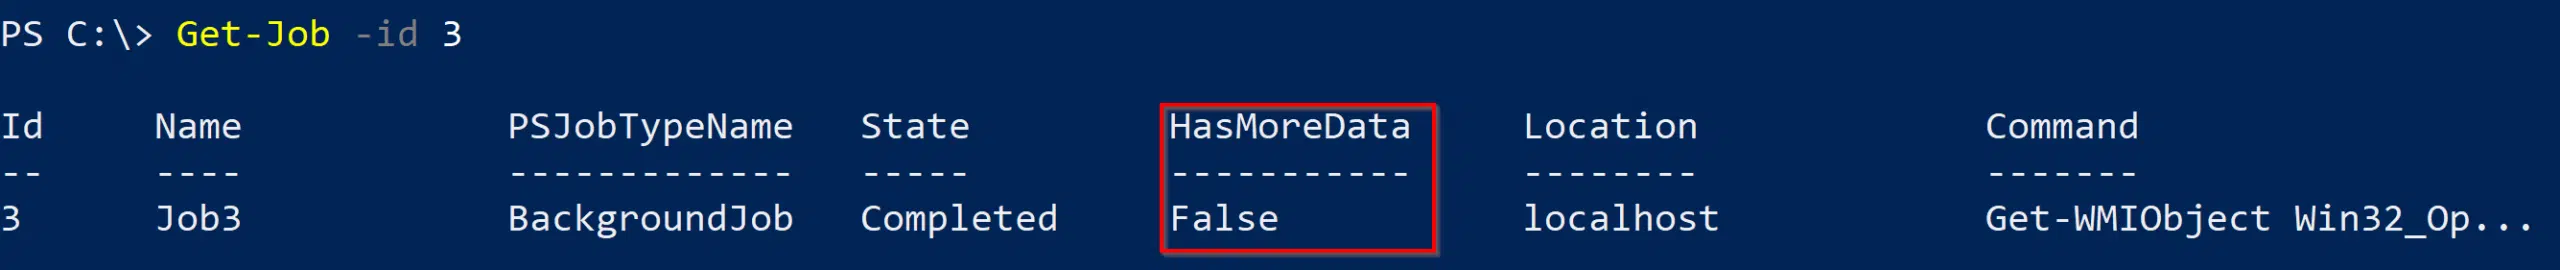 PS C:\> Get-Job -id 3
Id Name PSJobTypeName State HasMoreData Location Command
-- ---- ------------- ----- ----------- -------- -------
3 Job3 BackgroundJob Completed False localhost Get-WMIObject Win32_Op...